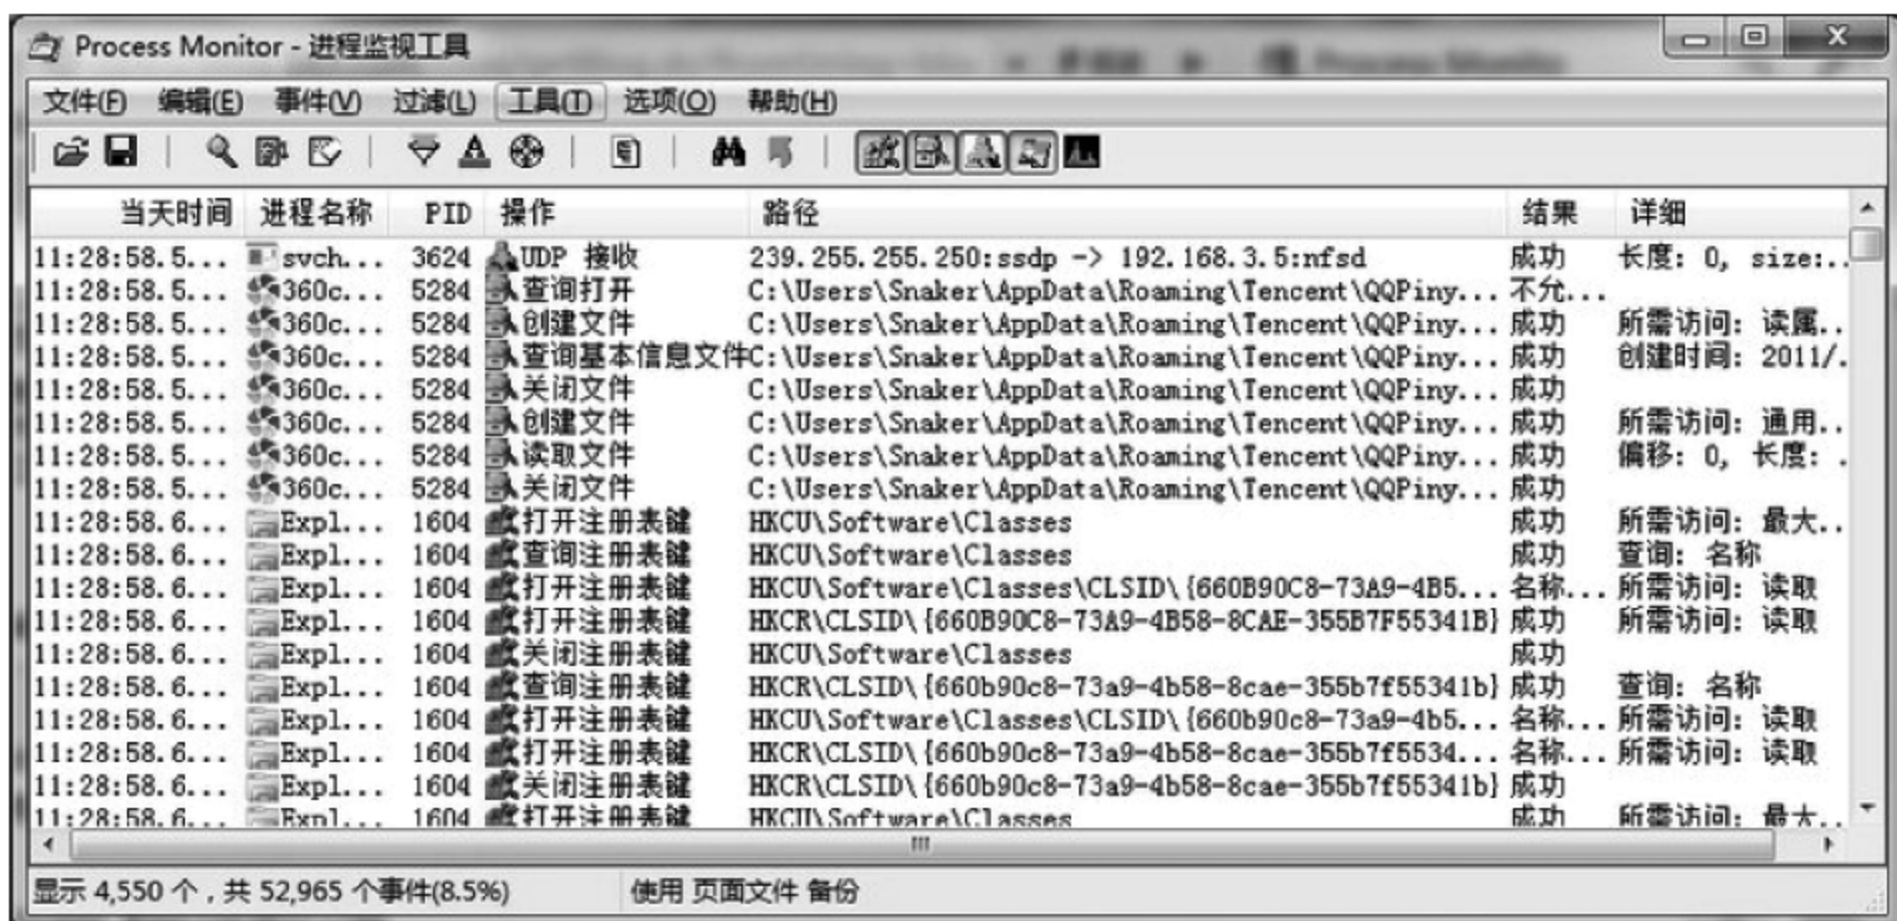 Process Monitor - 进程监视工具
文件(F) 编辑(E) 事件(V) 过滤(L) 工具(T) 选项(O) 帮助(H)
当天时间 进程名称 PID 操作 路径 结果 详细
11:28:58.5... svch... 3624 UDP 接收 239.255.255.250:ssdp -> 192.168.3.5:nfsd 成功 长度: 0, size:..
11:28:58.5... 360c... 5284 查询打开 C:\Users\Snaker\AppData\Roaming\Tencent\QQPiny... 不允...
11:28:58.5... 360c... 5284 创建文件 C:\Users\Snaker\AppData\Roaming\Tencent\QQPiny... 成功 所需访问: 读属..
11:28:58.5... 360c... 5284 查询基本信息文件 C:\Users\Snaker\AppData\Roaming\Tencent\QQPiny... 成功 创建时间: 2011/.
11:28:58.5... 360c... 5284 关闭文件 C:\Users\Snaker\AppData\Roaming\Tencent\QQPiny... 成功
11:28:58.5... 360c... 5284 创建文件 C:\Users\Snaker\AppData\Roaming\Tencent\QQPiny... 成功 所需访问: 通用..
11:28:58.5... 360c... 5284 读取文件 C:\Users\Snaker\AppData\Roaming\Tencent\QQPiny... 成功 偏移: 0, 长度: .
11:28:58.5... 360c... 5284 关闭文件 C:\Users\Snaker\AppData\Roaming\Tencent\QQPiny... 成功
11:28:58.6... Expl... 1604 打开注册表键 HKCU\Software\Classes 成功 所需访问: 最大..
11:28:58.6... Expl... 1604 查询注册表键 HKCU\Software\Classes 成功 查询: 名称
11:28:58.6... Expl... 1604 打开注册表键 HKCU\Software\Classes\CLSID\{660B90C8-73A9-4B5... 名称... 所需访问: 读取
11:28:58.6... Expl... 1604 打开注册表键 HKCR\CLSID\{660B90C8-73A9-4B58-8CAE-355B7F55341B} 成功 所需访问: 读取
11:28:58.6... Expl... 1604 关闭注册表键 HKCU\Software\Classes 成功
11:28:58.6... Expl... 1604 查询注册表键 HKCR\CLSID\{660b90c8-73a9-4b58-8cae-355b7f55341b} 成功 查询: 名称
11:28:58.6... Expl... 1604 打开注册表键 HKCU\Software\Classes\CLSID\{660b90c8-73a9-4b5... 名称... 所需访问: 读取
11:28:58.6... Expl... 1604 打开注册表键 HKCR\CLSID\{660b90c8-73a9-4b58-8cae-355b7f5534... 名称... 所需访问: 读取
11:28:58.6... Expl... 1604 关闭注册表键 HKCR\CLSID\{660b90c8-73a9-4b58-8cae-355b7f55341b} 成功
11:28:58.6... Expl... 1604 打开注册表键 HKCU\Software\Classes 成功 所需访问: 最大..
显示 4,550 个，共 52,965 个事件(8.5%) 使用 页面文件 备份